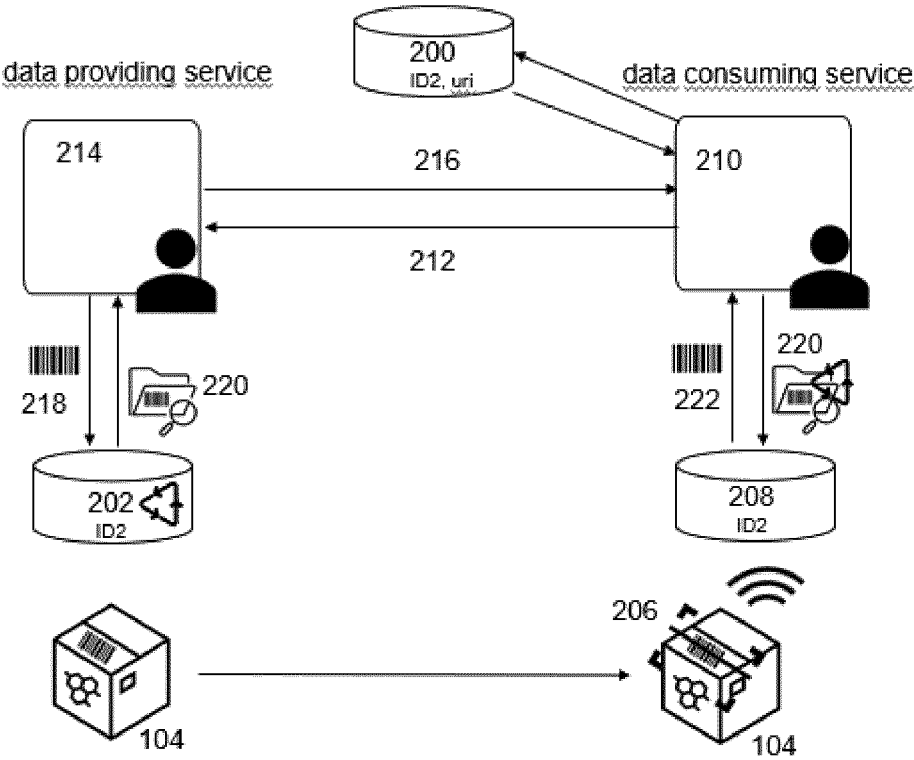 200
ID2, uri
data providing service
data consuming service
214
216
210
212
218
220
222
220
202
ID2
208
ID2
206
104
104